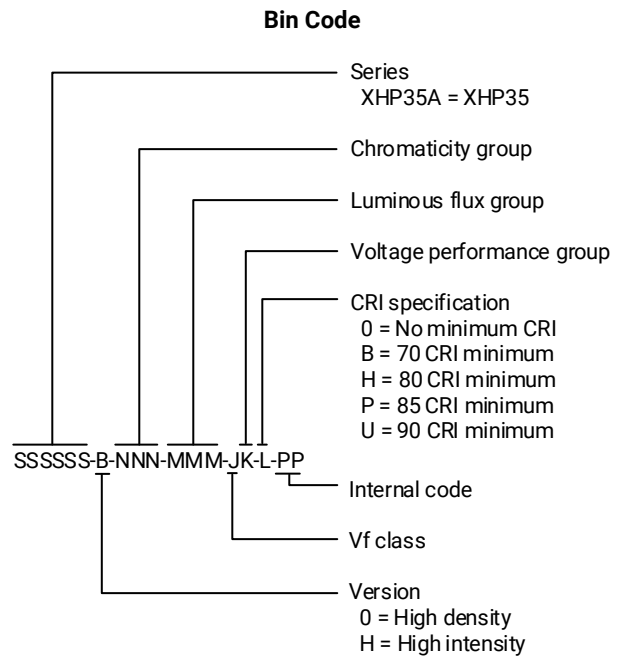 Bin Code
Series
XHP35A = XHP35
Chromaticity group
Luminous flux group
Voltage performance group
CRI specification
0 = No minimum CRI
B = 70 CRI minimum
H = 80 CRI minimum
P = 85 CRI minimum
U = 90 CRI minimum
SSSSSS-B-NNN-MMM-JK-L-PP
Internal code
Vf class
Version
0 = High density
H = High intensity